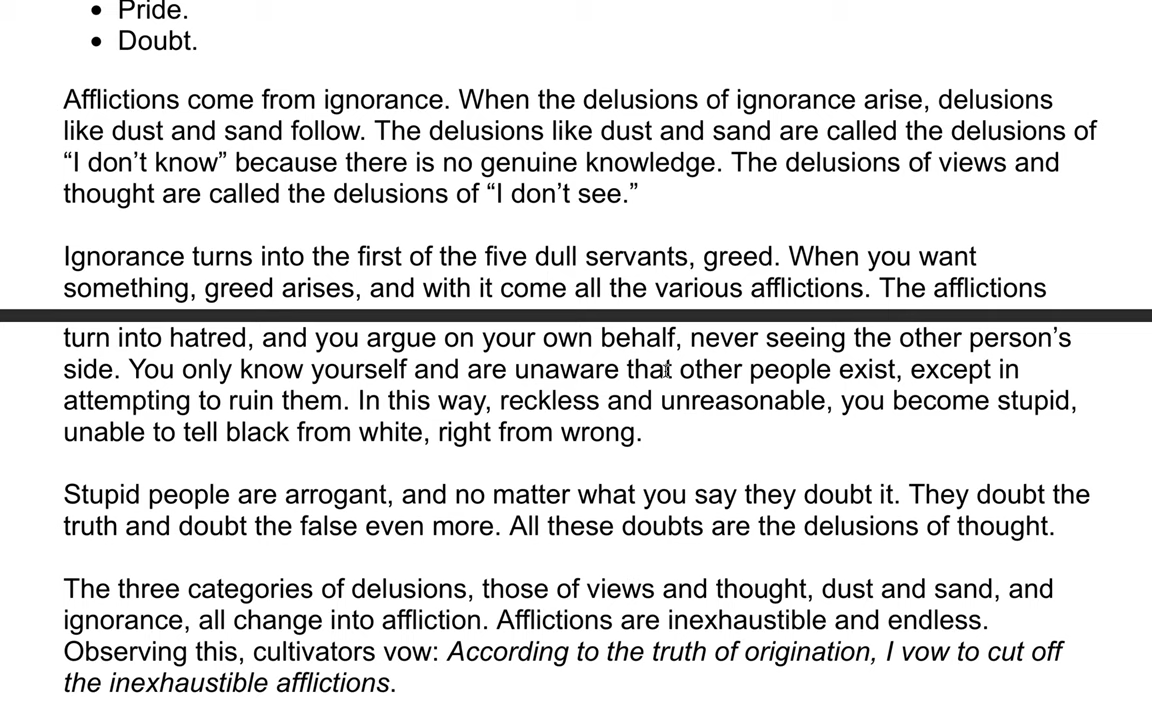 • Pride.
• Doubt.
Afflictions come from ignorance. When the delusions of ignorance arise, delusions
like dust and sand follow. The delusions like dust and sand are called the delusions of
“I don’t know” because there is no genuine knowledge. The delusions of views and
thought are called the delusions of “I don’t see.”
Ignorance turns into the first of the five dull servants, greed. When you want
something, greed arises, and with it come all the various afflictions. The afflictions
turn into hatred, and you argue on your own behalf, never seeing the other person’s
side. You only know yourself and are unaware that other people exist, except in
attempting to ruin them. In this way, reckless and unreasonable, you become stupid,
unable to tell black from white, right from wrong.
Stupid people are arrogant, and no matter what you say they doubt it. They doubt the
truth and doubt the false even more. All these doubts are the delusions of thought.
The three categories of delusions, those of views and thought, dust and sand, and
ignorance, all change into affliction. Afflictions are inexhaustible and endless.
Observing this, cultivators vow: According to the truth of origination, I vow to cut off
the inexhaustible afflictions.